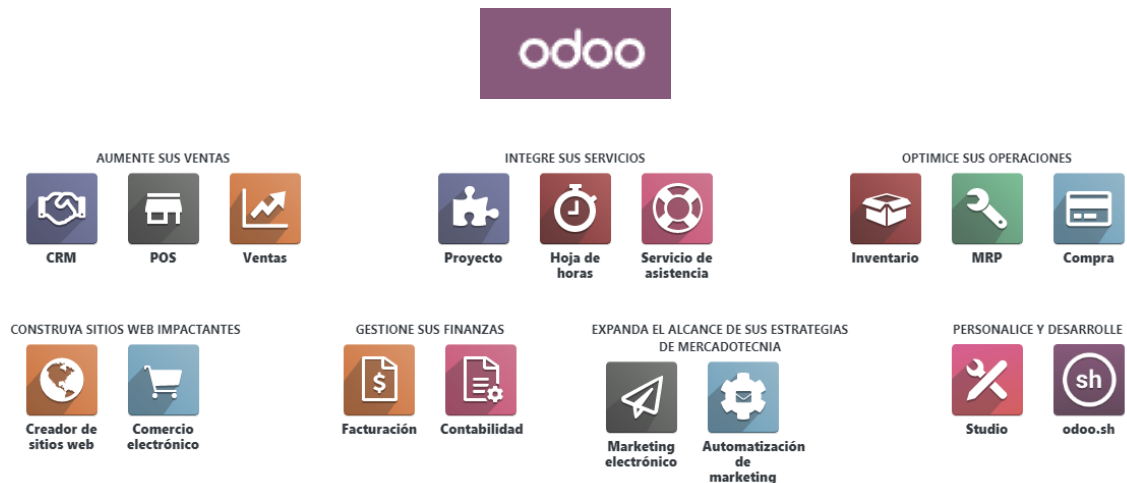 odoo
AUMENTE SUS VENTAS
CRM
POS
Ventas
INTEGRE SUS SERVICIOS
Proyecto
Hoja de
horas
Servicio de
asistencia
OPTIMICE SUS OPERACIONES
Inventario
MRP
Compra
CONSTRUYA SITIOS WEB IMPACTANTES
Creador de
sitios web
Comercio
electrónico
GESTIONE SUS FINANZAS
$
Facturación
Contabilidad
EXPANDA EL ALCANCE DE SUS ESTRATEGIAS
DE MERCADOTECNIA
Marketing
electrónico
Automatización
de
marketing
PERSONALICE Y DESARROLLE
Studio
sh
odoo.sh